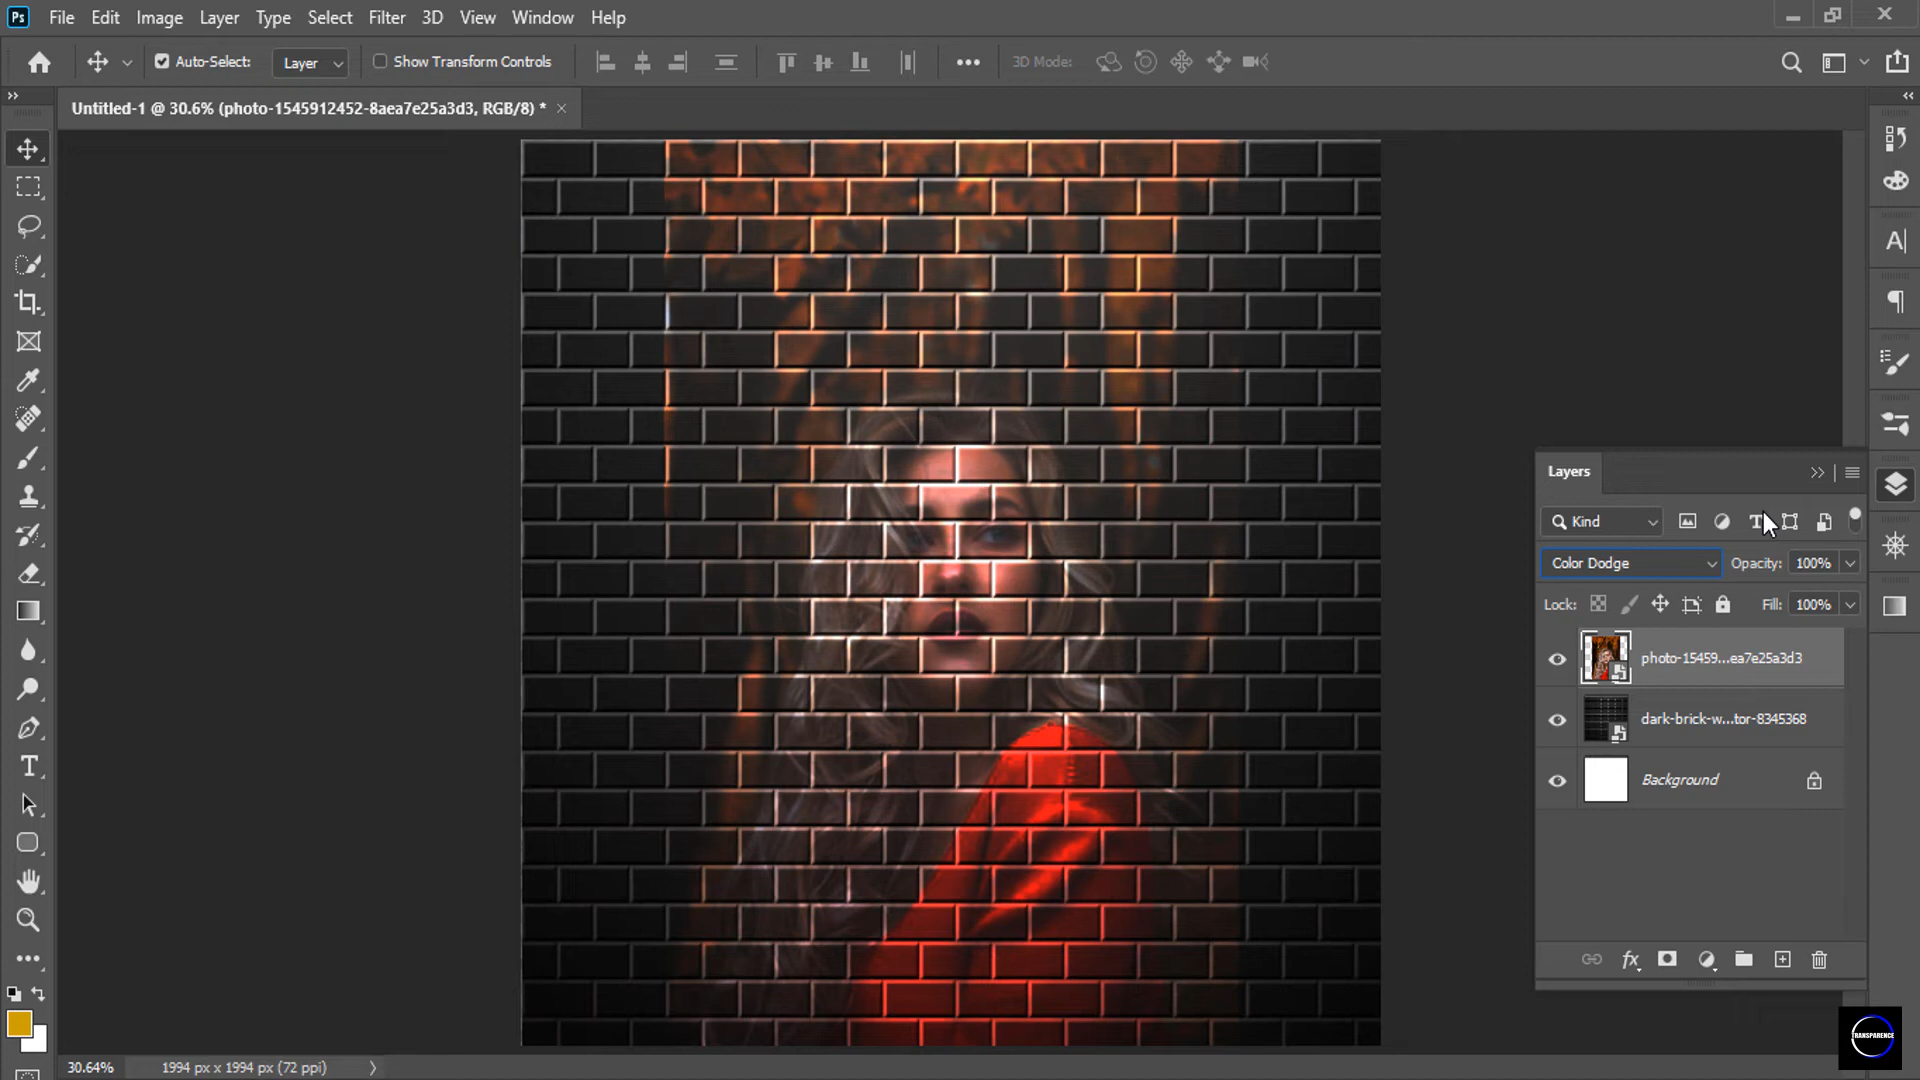 Ps File Edit Image Layer Type Select Filter 3D View Window Help
Auto-Select: Layer Show Transform Controls 3D Mode:
Untitled-1 @ 30.6% (photo-1545912452-8aea7e25a3d3, RGB/8) * ×
Layers
Kind
Color Dodge Opacity: 100%
Lock: Fill: 100%
photo-15459...ea7e25a3d3
dark-brick-w...tor-8345368
Background
fx
TRANSPARENCE
30.64% 1994 px x 1994 px (72 ppi)